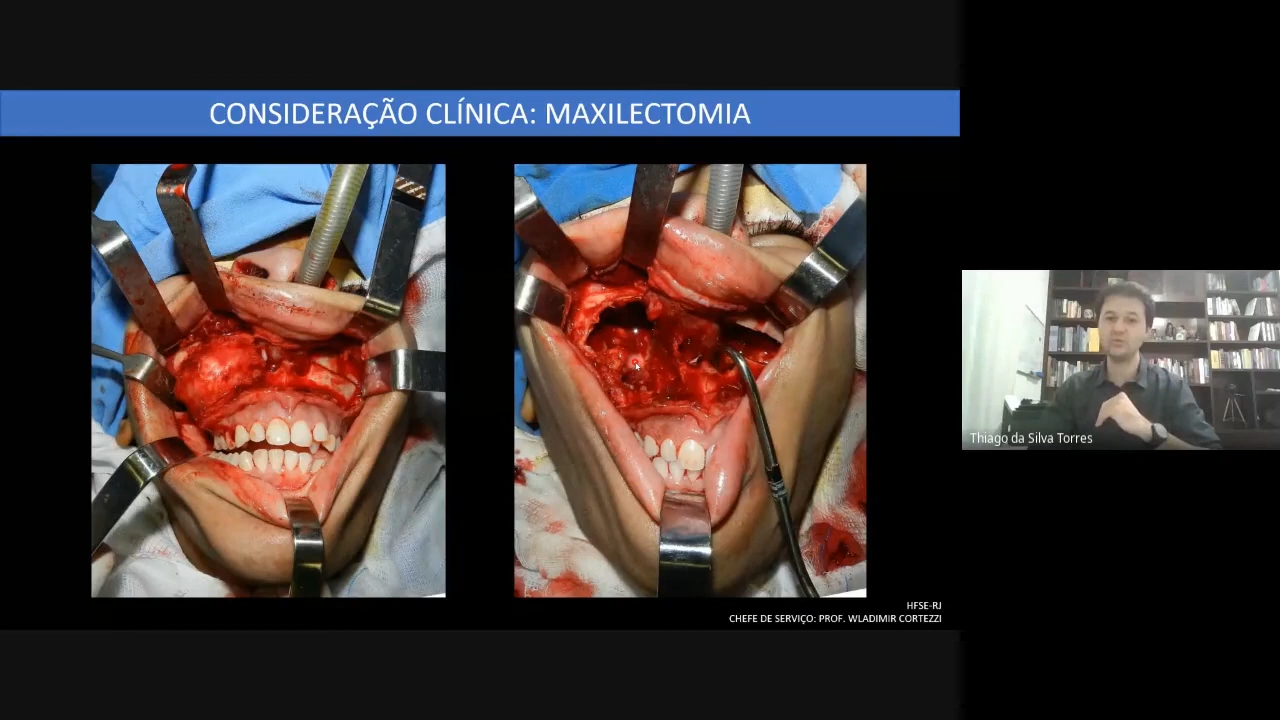 CONSIDERAÇÃO CLÍNICA: MAXILECTOMIA
HFSE-RJ
CHEFE DE SERVIÇO: PROF. WLADIMIR CORTEZZI
Thiago da Silva Torres